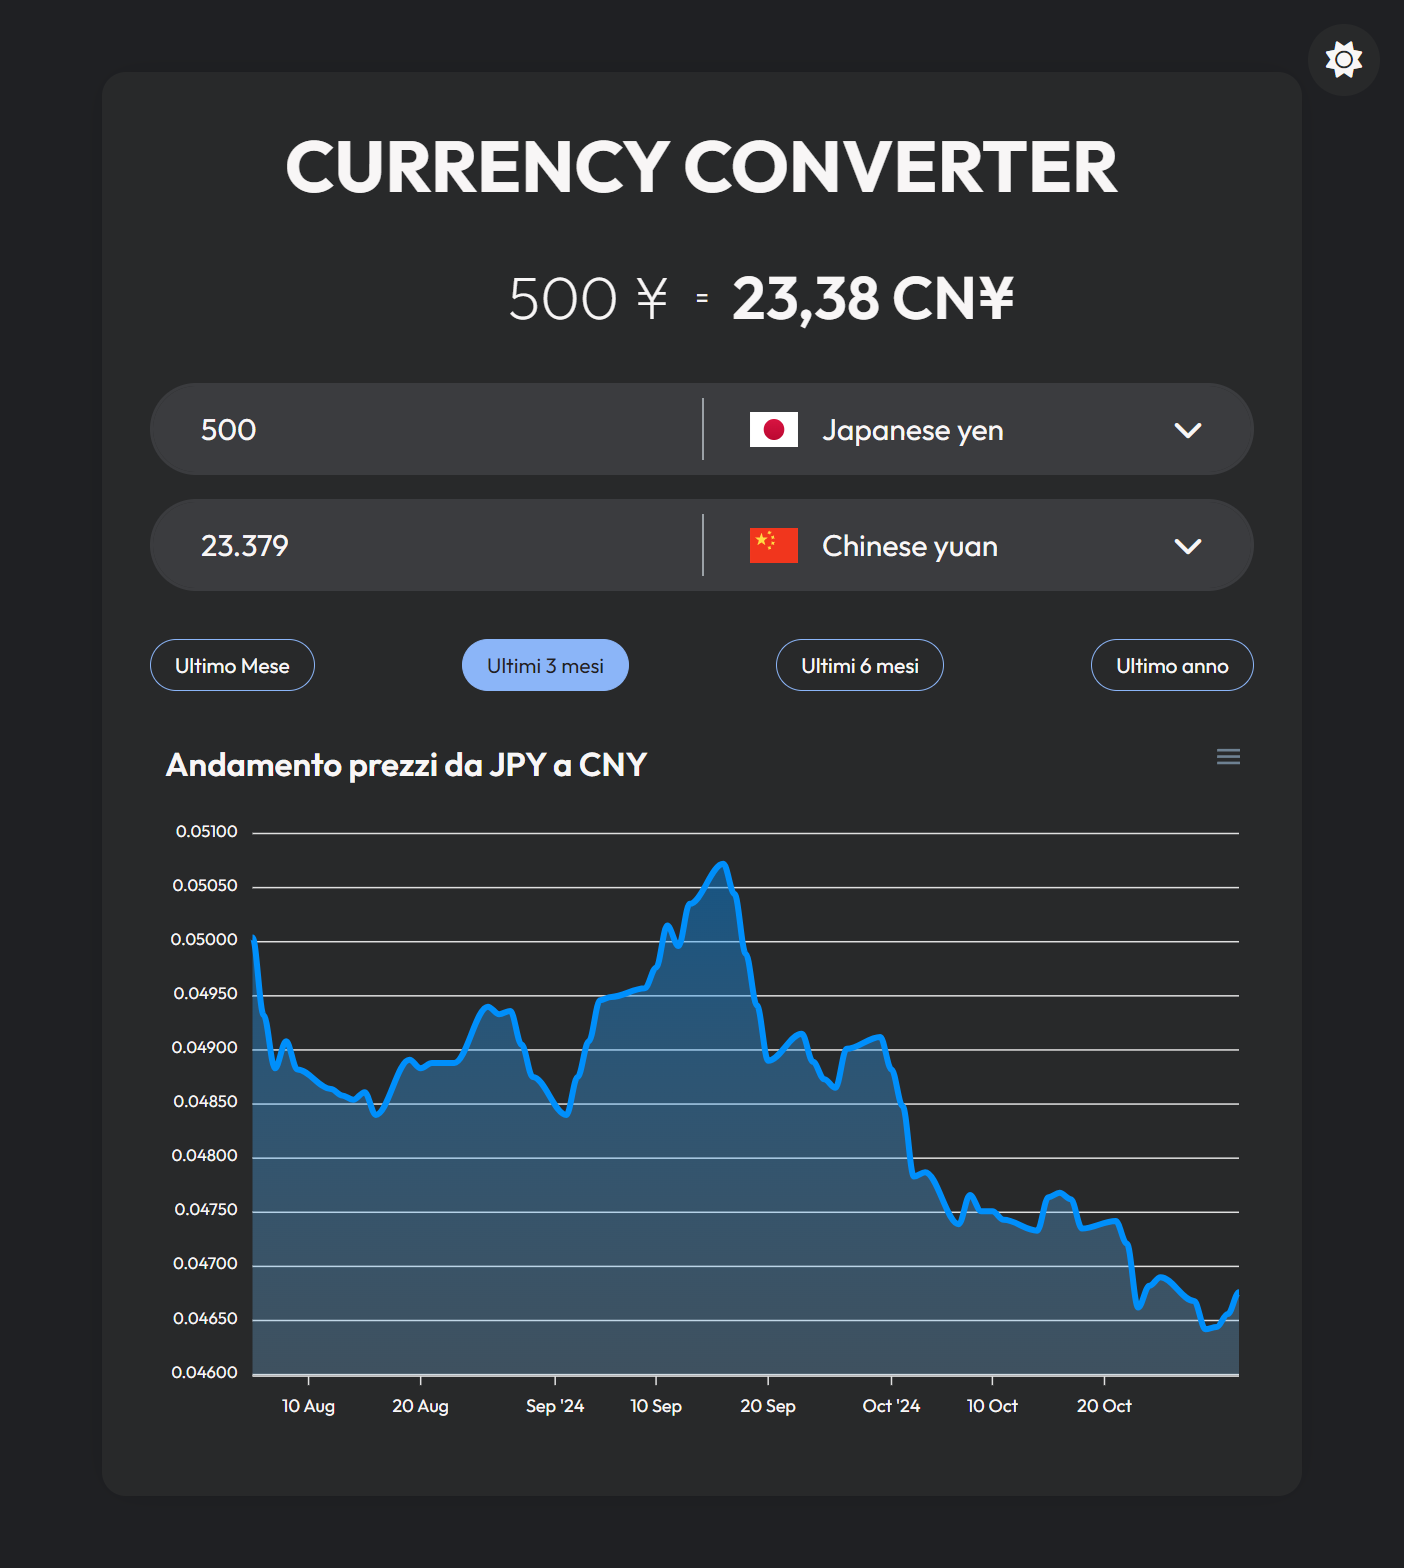 CURRENCY CONVERTER
500 ¥ = 23,38 CN¥
500 Japanese yen
23.379 Chinese yuan
Ultimo Mese Ultimi 3 mesi Ultimi 6 mesi Ultimo anno
Andamento prezzi da JPY a CNY
0.05100
0.05050
0.05000
0.04950
0.04900
0.04850
0.04800
0.04750
0.04700
0.04650
0.04600
10 Aug 20 Aug Sep '24 10 Sep 20 Sep Oct '24 10 Oct 20 Oct